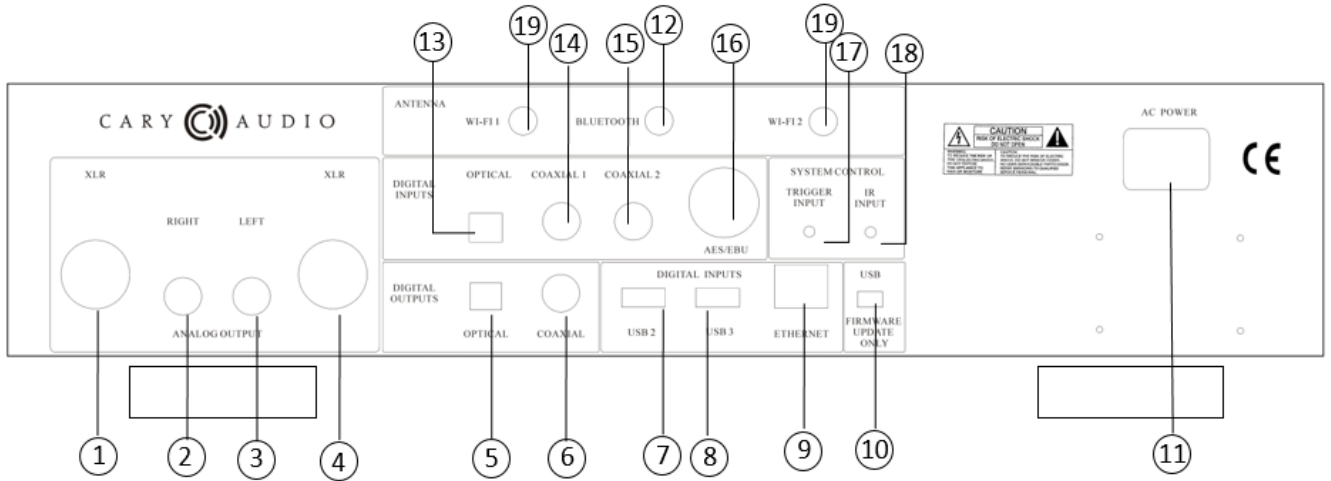 13 19 14 15 12 16 19 17 18
CARY AUDIO
ANTENNA
WI-FI 1
BLUETOOTH
WI-FI 2
AC POWER
CAUTION
RISK OF ELECTRIC SHOCK
DO NOT OPEN
CE
XLR
XLR
RIGHT
LEFT
ANALOG OUTPUT
DIGITAL
INPUTS
OPTICAL
COAXIAL 1
COAXIAL 2
AES/EBU
SYSTEM CONTROL
TRIGGER
INPUT
IR
INPUT
DIGITAL
OUTPUTS
OPTICAL
COAXIAL
DIGITAL INPUTS
USB 2
USB 3
ETHERNET
USB
FIRMWARE
UPDATE
ONLY
1 2 3 4 5 6 7 8 9 10 11